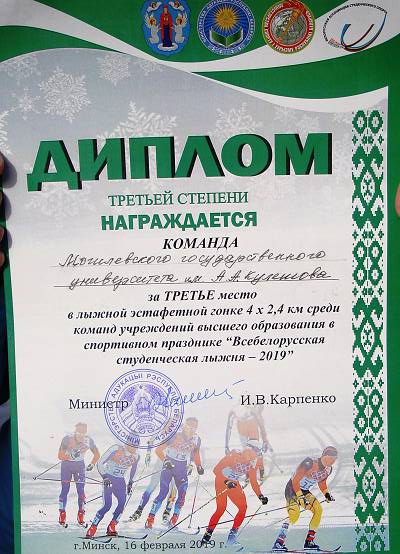 ДИПЛОМ
ТРЕТЬЕЙ СТЕПЕНИ
НАГРАЖДАЕТСЯ
КОМАНДА
Могилевского государственного
университета им. А.А.Кулешова
за ТРЕТЬЕ место
в лыжной эстафетной гонке 4 х 2,4 км среди
команд учреждений высшего образования в
спортивном празднике "Всебелорусская
студенческая лыжня – 2019"
Министр И.В.Карпенко
г.Минск, 16 февраля 2019 г.